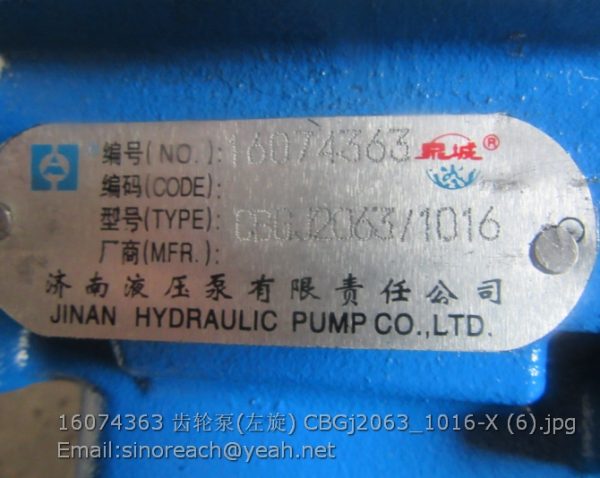 编号(NO.):16074363 泉诚®
编码(CODE):
型号(TYPE):CBGJ2063/1016
厂商(MFR.):
济南液压泵有限责任公司
JINAN HYDRAULIC PUMP CO.,LTD.
16074363 齿轮泵(左旋) CBGj2063_1016-X (6).jpg
Email:sinoreach@yeah.net